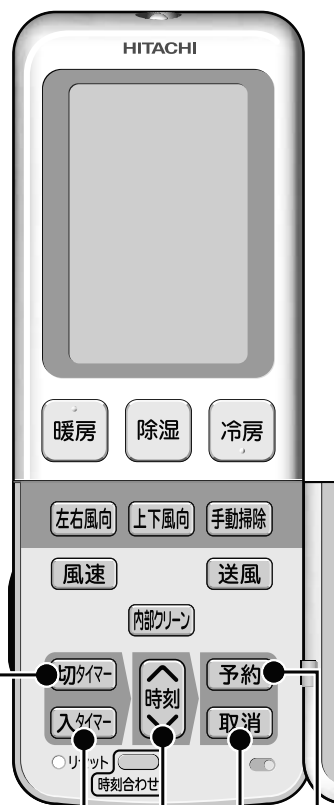 HITACHI
暖房 除湿 冷房
左右風向 上下風向 手動掃除
風速 送風
内部クリーン
切タイマー 時刻 予約
入タイマー 取消
リセット
時刻合わせ